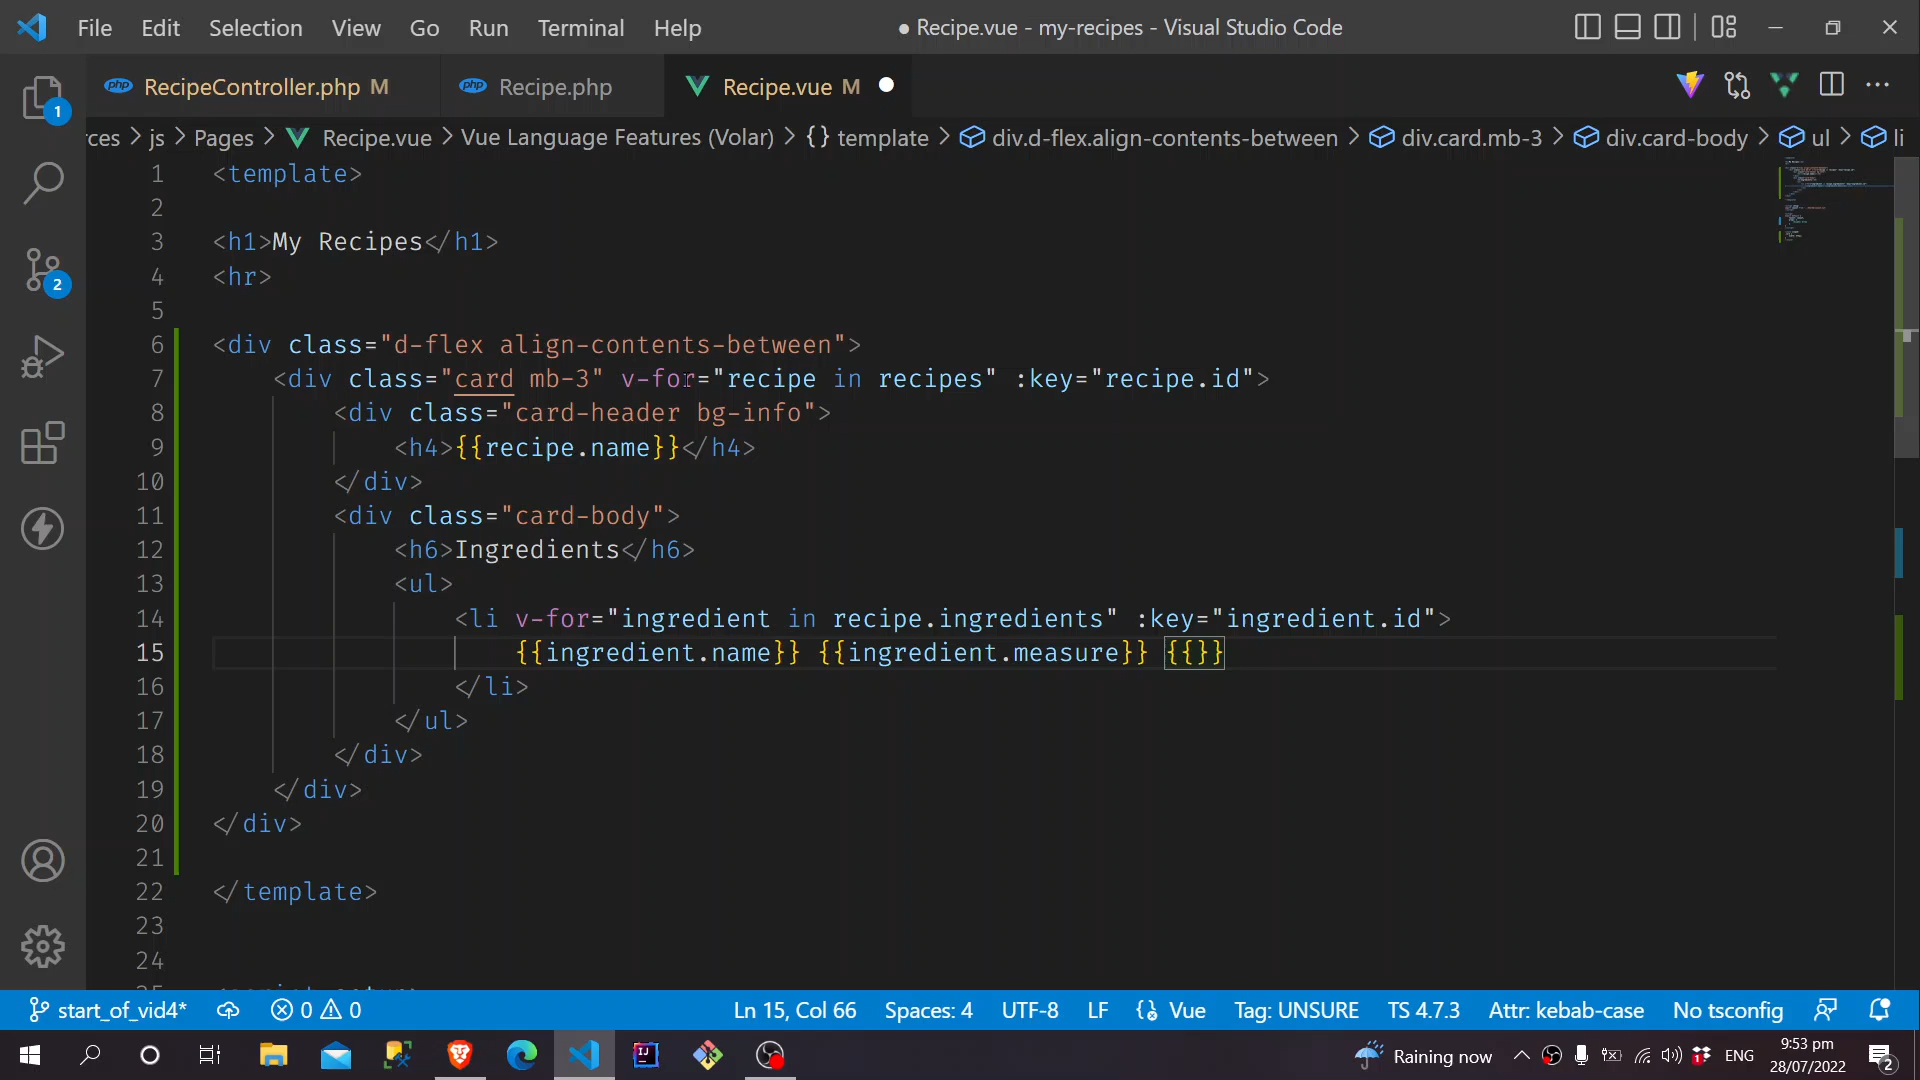 File Edit Selection View Go Run Terminal Help ● Recipe.vue - my-recipes - Visual Studio Code
RecipeController.php M Recipe.php Recipe.vue M
rces > js > Pages > Recipe.vue > Vue Language Features (Volar) > {} template > div.d-flex.align-contents-between > div.card.mb-3 > div.card-body > ul > li
1 <template>
2
3 <h1>My Recipes</h1>
4 <hr>
5
6 <div class="d-flex align-contents-between">
7 <div class="card mb-3" v-for="recipe in recipes" :key="recipe.id">
8 <div class="card-header bg-info">
9 <h4>{{recipe.name}}</h4>
10 </div>
11 <div class="card-body">
12 <h6>Ingredients</h6>
13 <ul>
14 <li v-for="ingredient in recipe.ingredients" :key="ingredient.id">
15 {{ingredient.name}} {{ingredient.measure}} {{}}
16 </li>
17 </ul>
18 </div>
19 </div>
20 </div>
21
22 </template>
23
24
1
2
start_of_vid4* 0 0 Ln 15, Col 66 Spaces: 4 UTF-8 LF Vue Tag: UNSURE TS 4.7.3 Attr: kebab-case No tsconfig
Raining now ENG 9:53 pm
28/07/2022 2